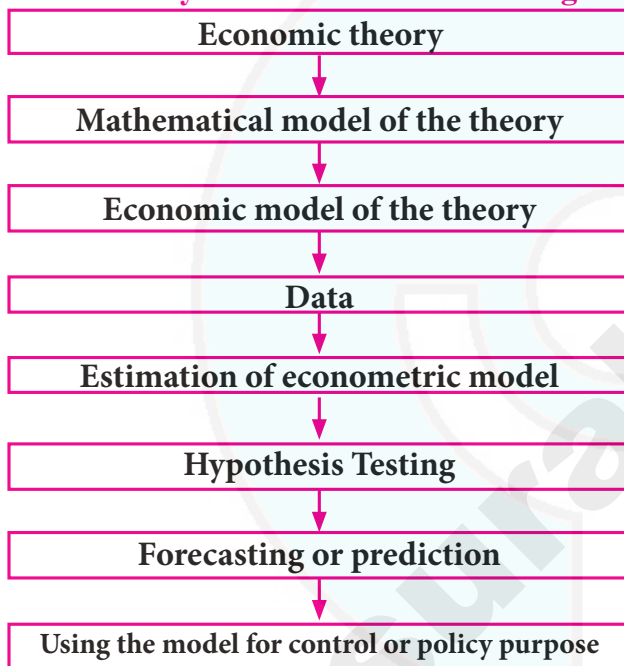 Economic theory
Mathematical model of the theory
Economic model of the theory
Data
Estimation of econometric model
Hypothesis Testing
Forecasting or prediction
Using the model for control or policy purpose